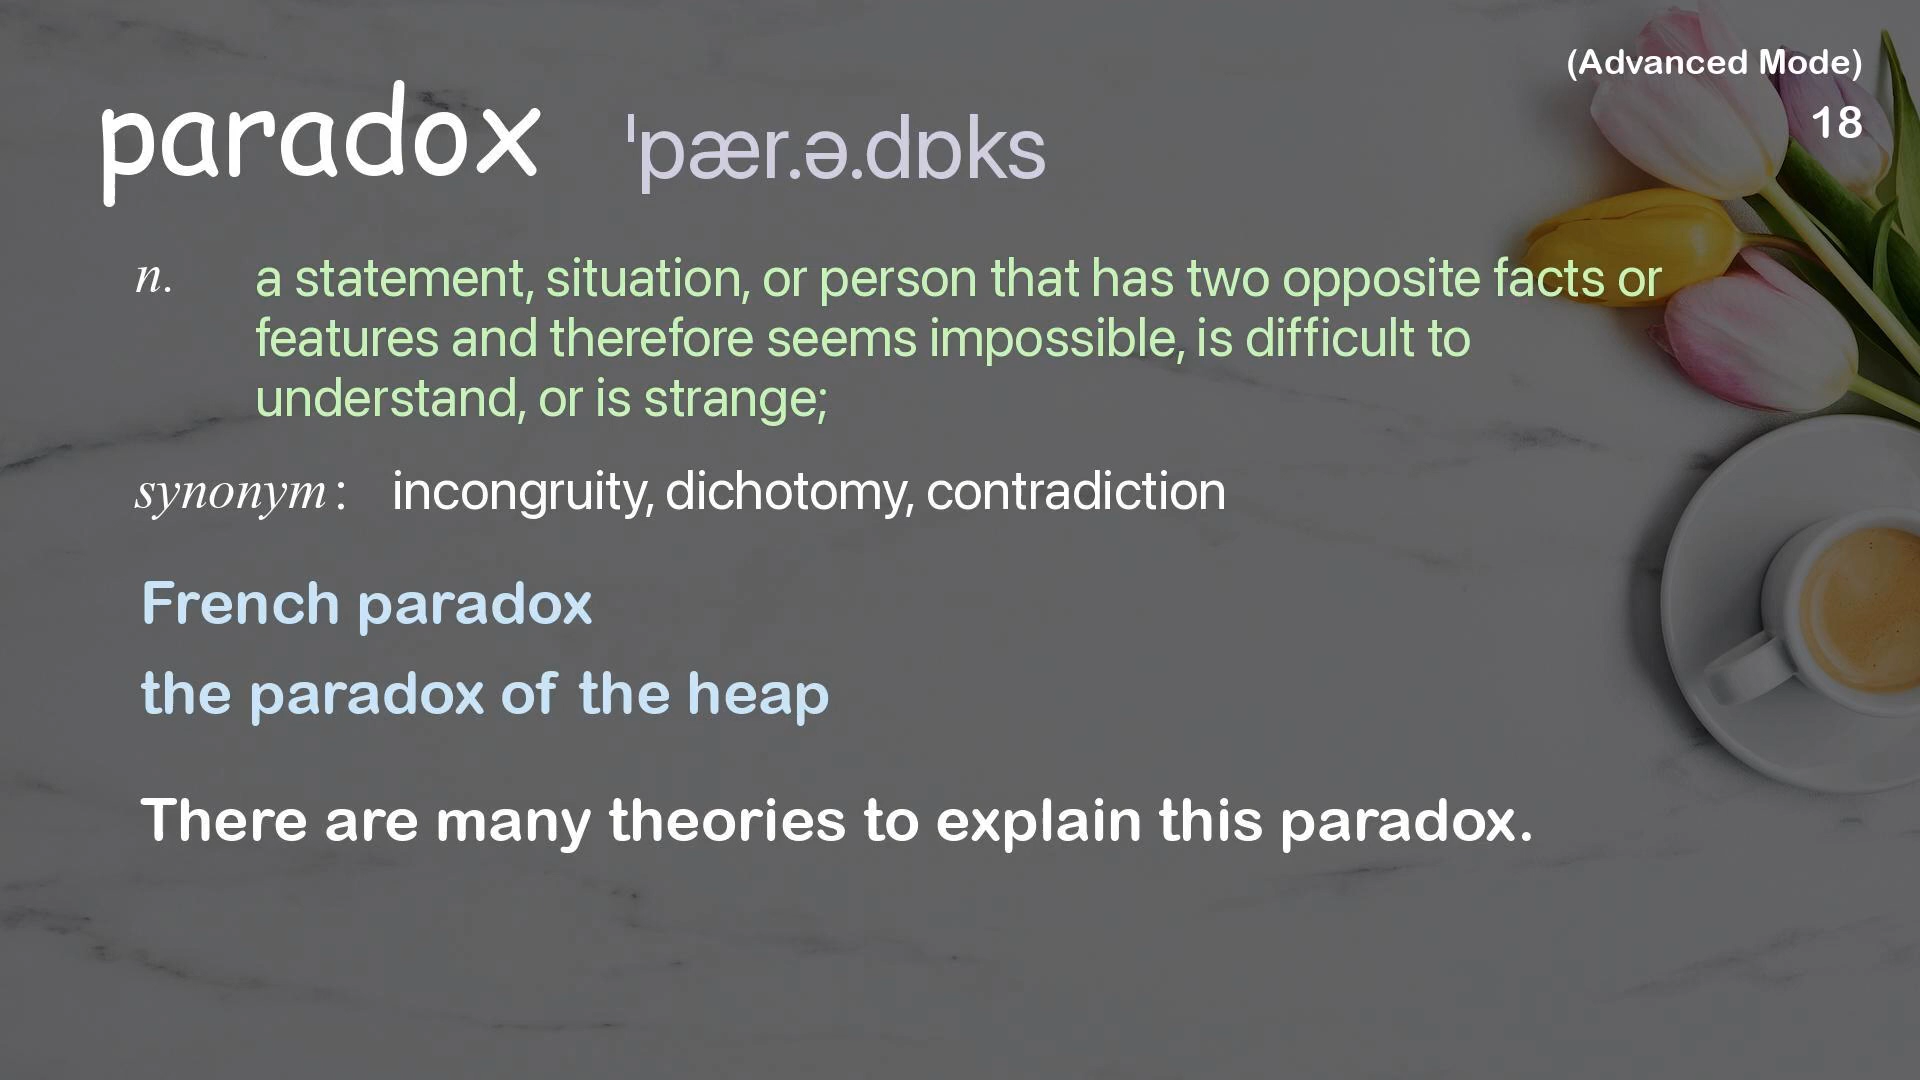 (Advanced Mode)
18
paradox ˈpær.ə.dɒks
n. a statement, situation, or person that has two opposite facts or
features and therefore seems impossible, is difficult to
understand, or is strange;
synonym : incongruity, dichotomy, contradiction
French paradox
the paradox of the heap
There are many theories to explain this paradox.